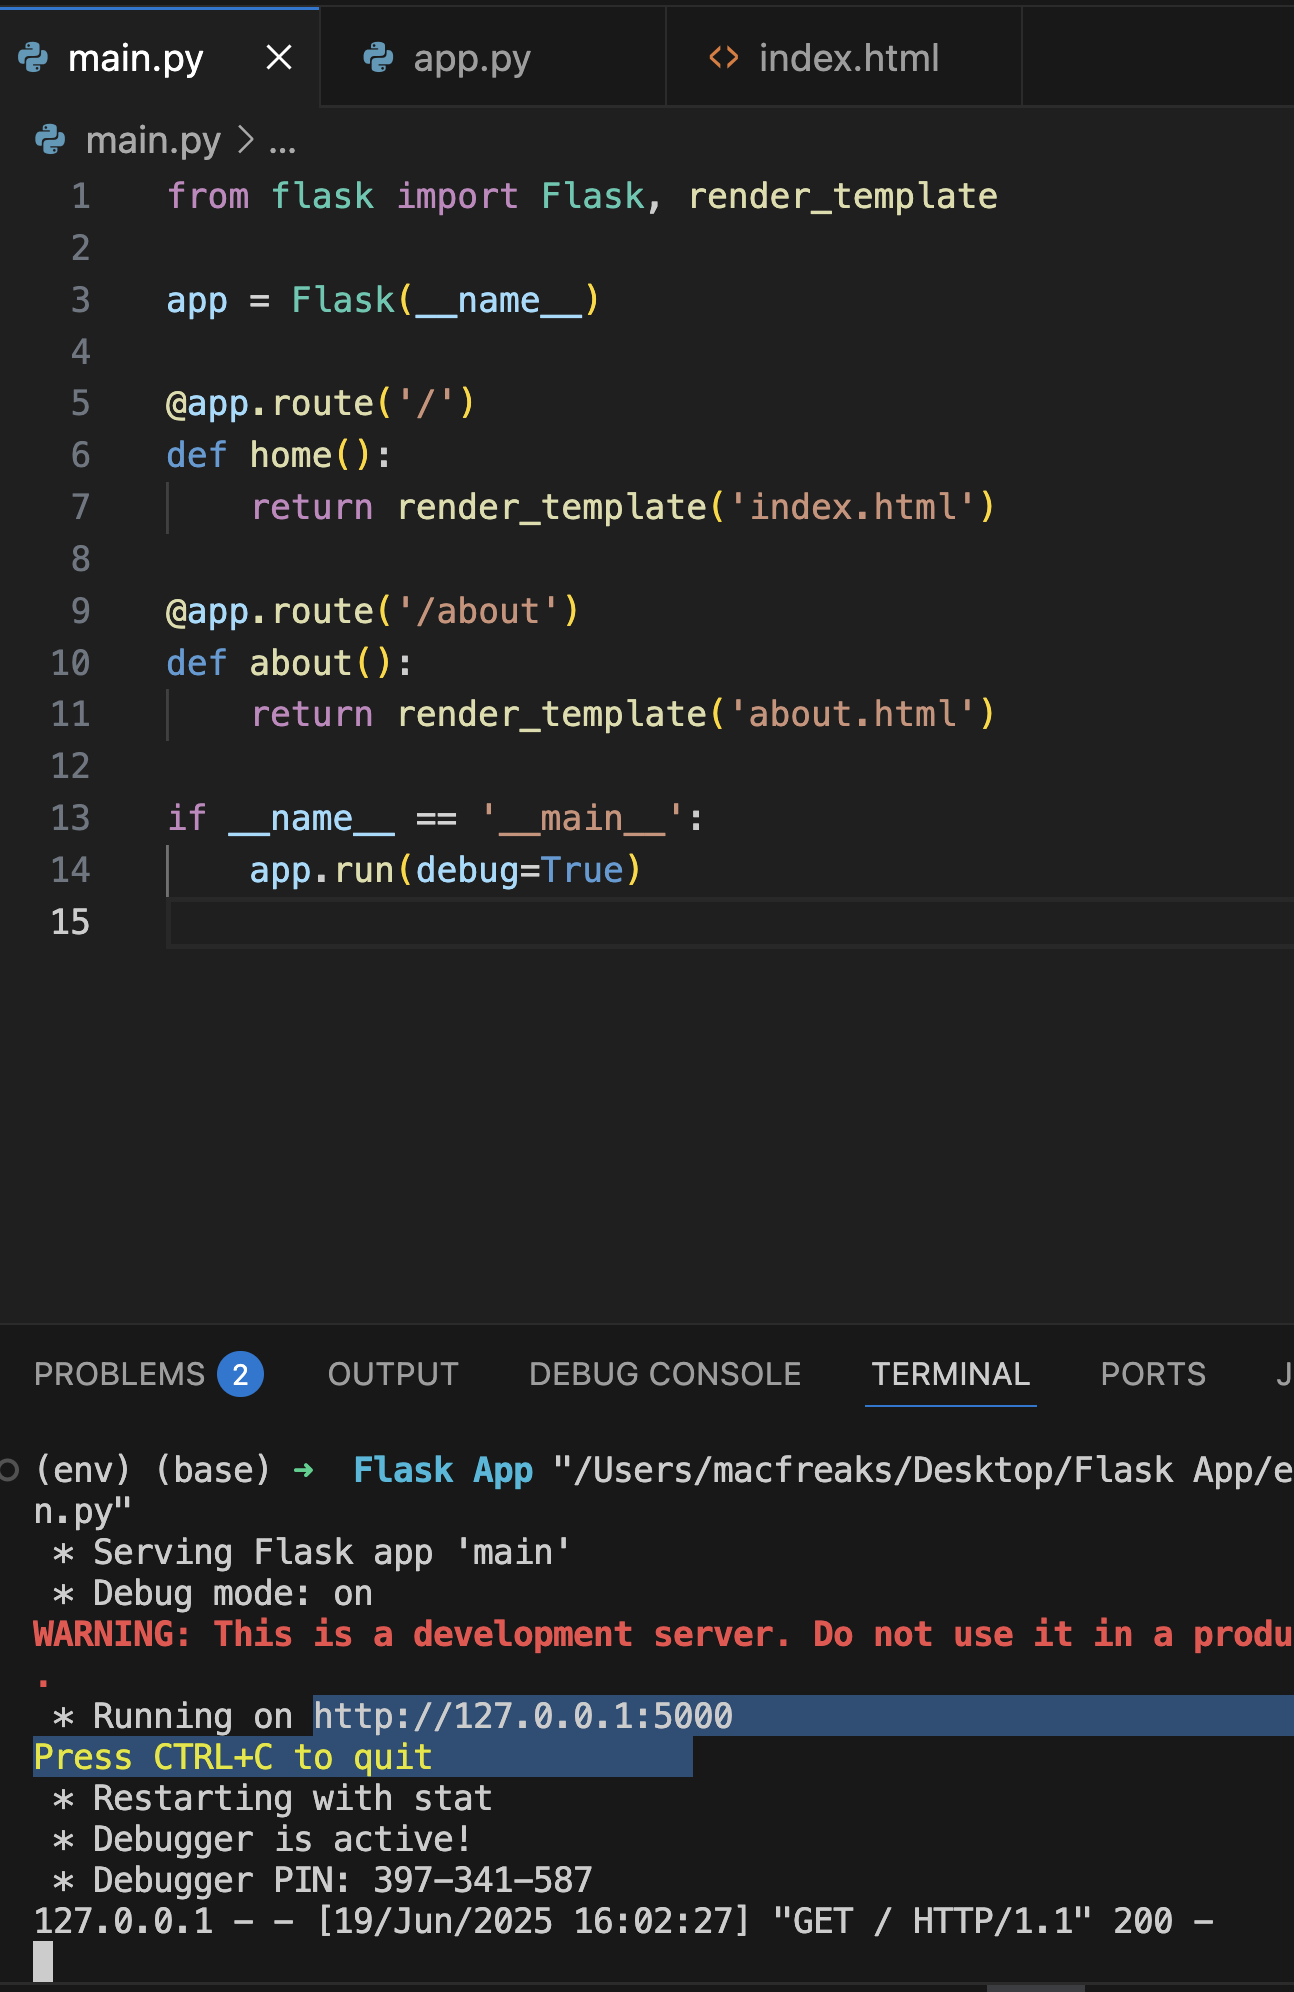 main.py
app.py
index.html
main.py > ...
1 from flask import Flask, render_template
2
3 app = Flask(__name__)
4
5 @app.route('/')
6 def home():
7     return render_template('index.html')
8
9 @app.route('/about')
10 def about():
11     return render_template('about.html')
12
13 if __name__ == '__main__':
14     app.run(debug=True)
15
PROBLEMS 2 OUTPUT DEBUG CONSOLE TERMINAL PORTS J
(env) (base) → Flask App "/Users/macfreaks/Desktop/Flask App/e
n.py"
 * Serving Flask app 'main'
 * Debug mode: on
WARNING: This is a development server. Do not use it in a produ
.
 * Running on http://127.0.0.1:5000
Press CTRL+C to quit
 * Restarting with stat
 * Debugger is active!
 * Debugger PIN: 397-341-587
127.0.0.1 - - [19/Jun/2025 16:02:27] "GET / HTTP/1.1" 200 -